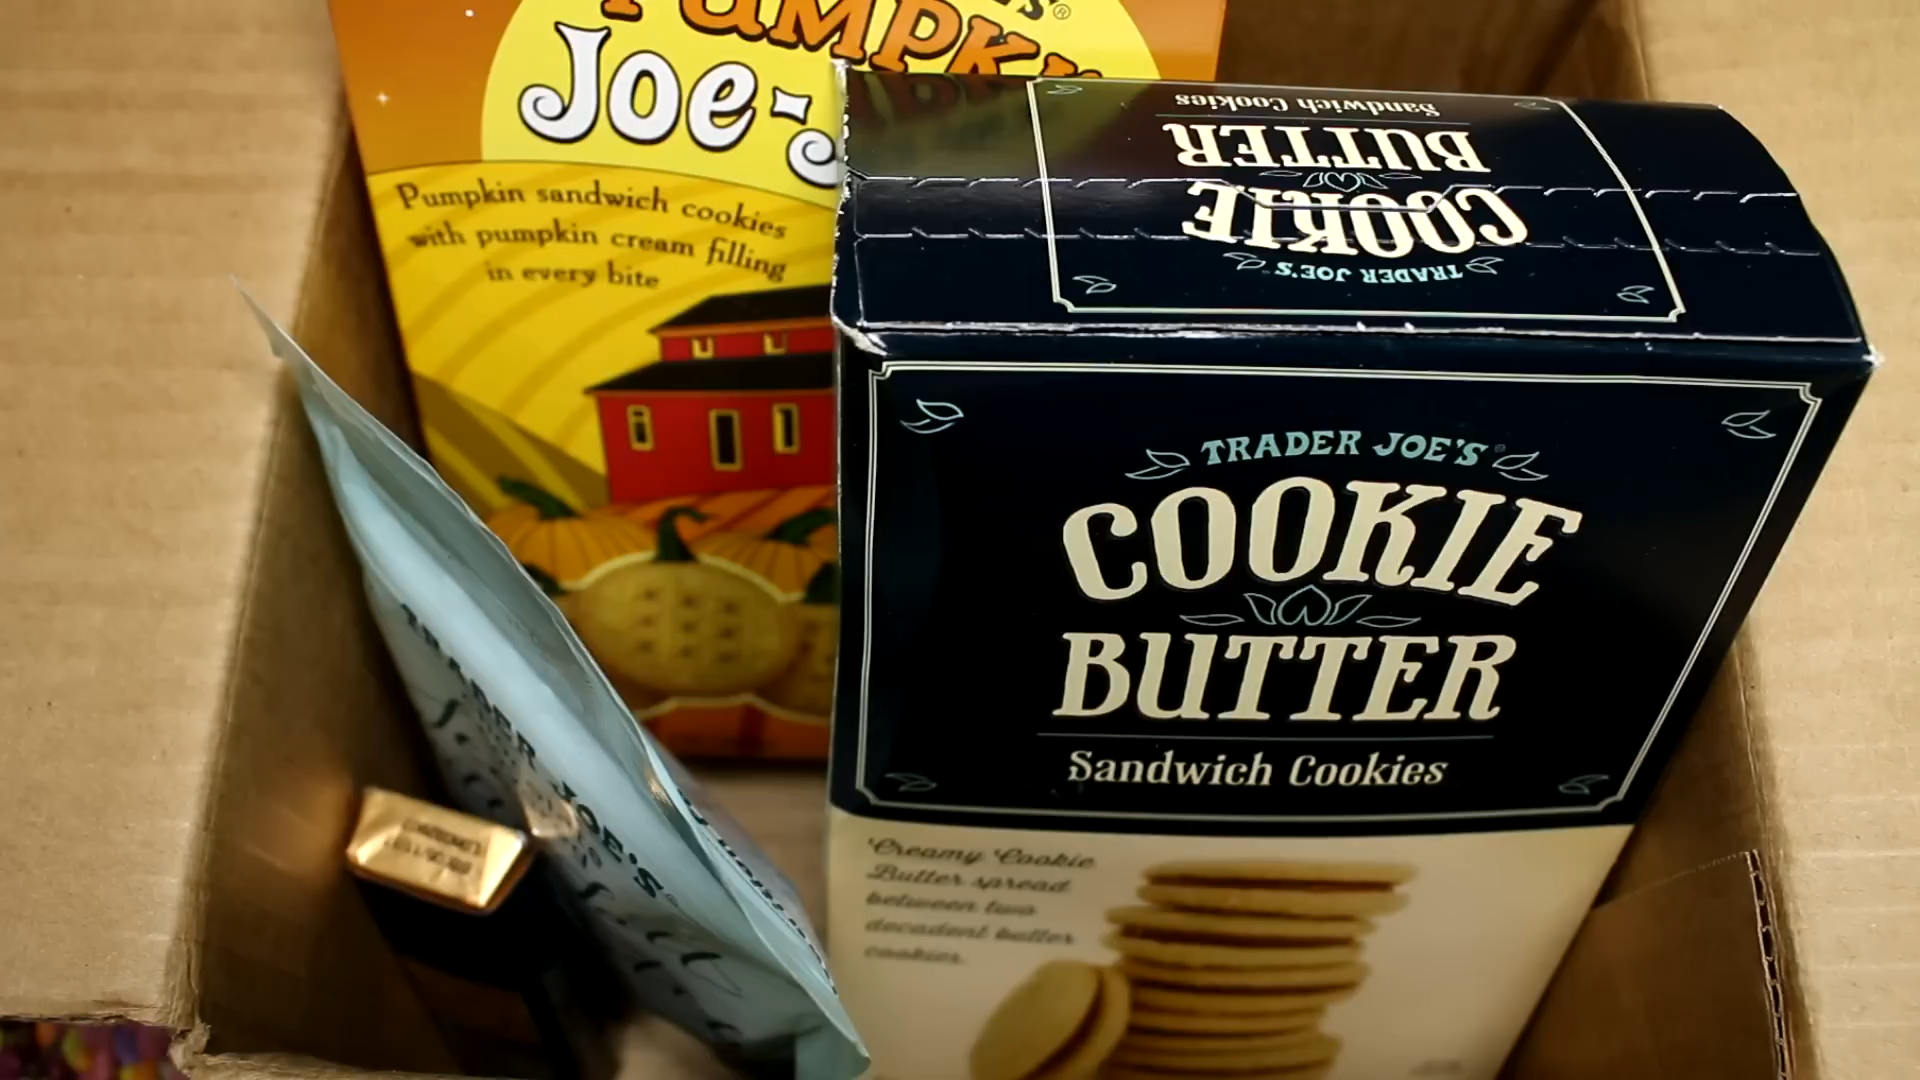 PUMPKIN
Joe-
Pumpkin sandwich cookies
with pumpkin cream filling
in every bite
Sandwich Cookies
BUTTER
COOKIE
TRADER JOE'S
TRADER JOE'S
COOKIE
BUTTER
Sandwich Cookies
Creamy Cookie
Butter spread
between two
decadent butter
cookies.
TRADER JOE'S